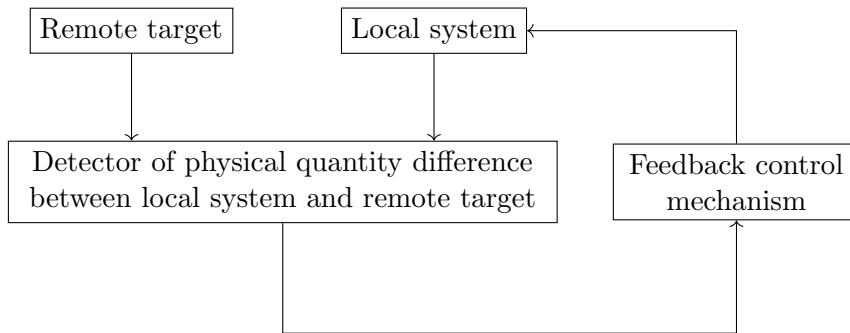 Remote target
Local system
Detector of physical quantity difference
between local system and remote target
Feedback control
mechanism